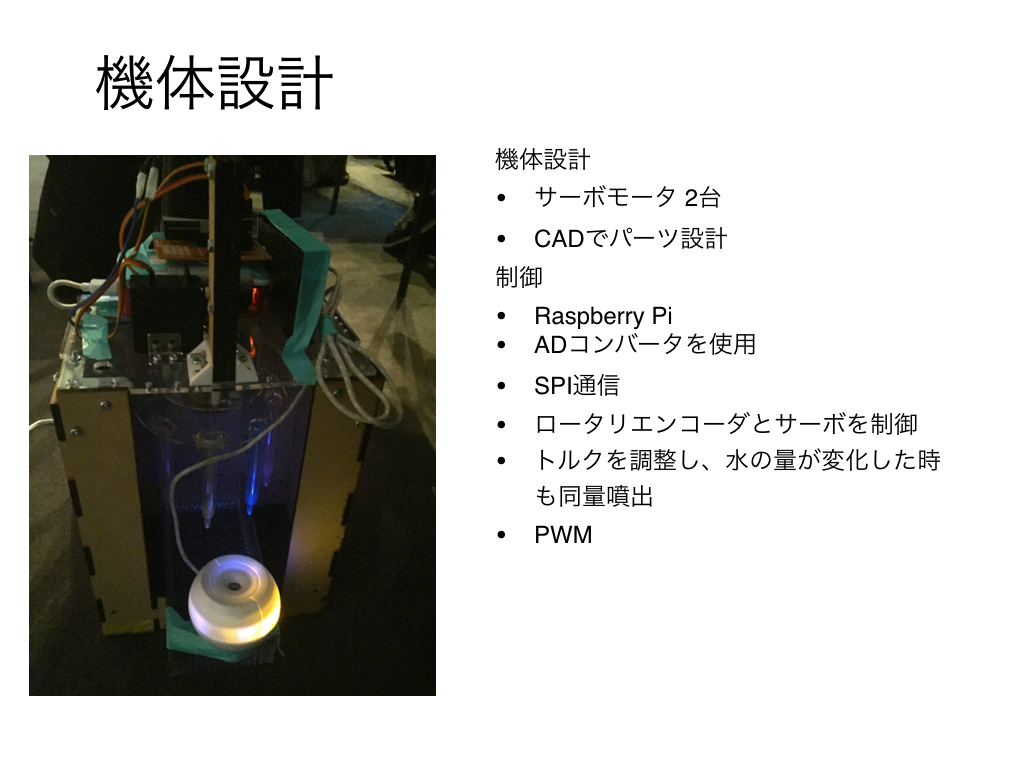 機体設計
機体設計
• サーボモータ 2台
• CADでパーツ設計
制御
• Raspberry Pi
• ADコンバータを使用
• SPI通信
• ロータリエンコーダとサーボを制御
• トルクを調整し、水の量が変化した時
も同量噴出
• PWM